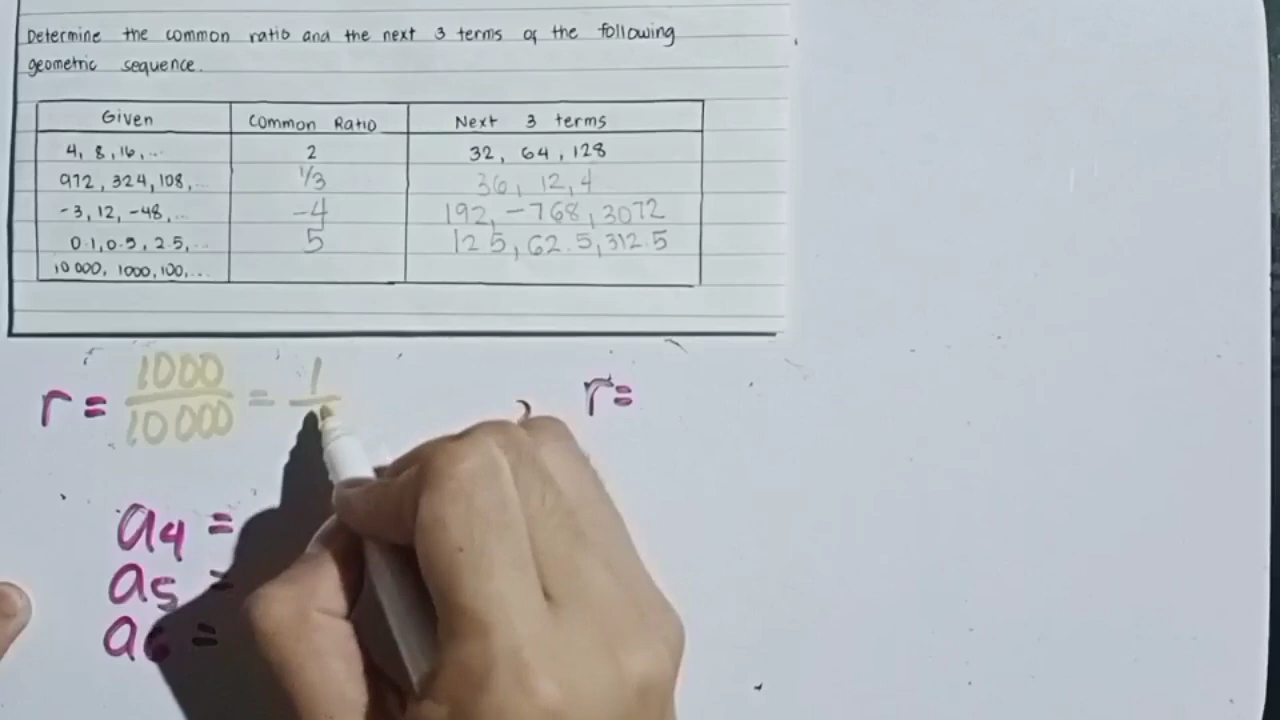 Determine the common ratio and the next 3 terms of the following
geometric sequence.
Given Common Ratio Next 3 terms
4, 8, 16, ... 2 32, 64, 128
972, 324, 108, ... 1/3 36, 12, 4
-3, 12, -48, ... -4 192, -768, 3072
0.1, 0.5, 2.5, ... 5 12 5, 62.5, 312.5
10 000, 1000, 100, ...
r = 1000/10 000 = 1/ r=
a4 =
a5 =
a6 =